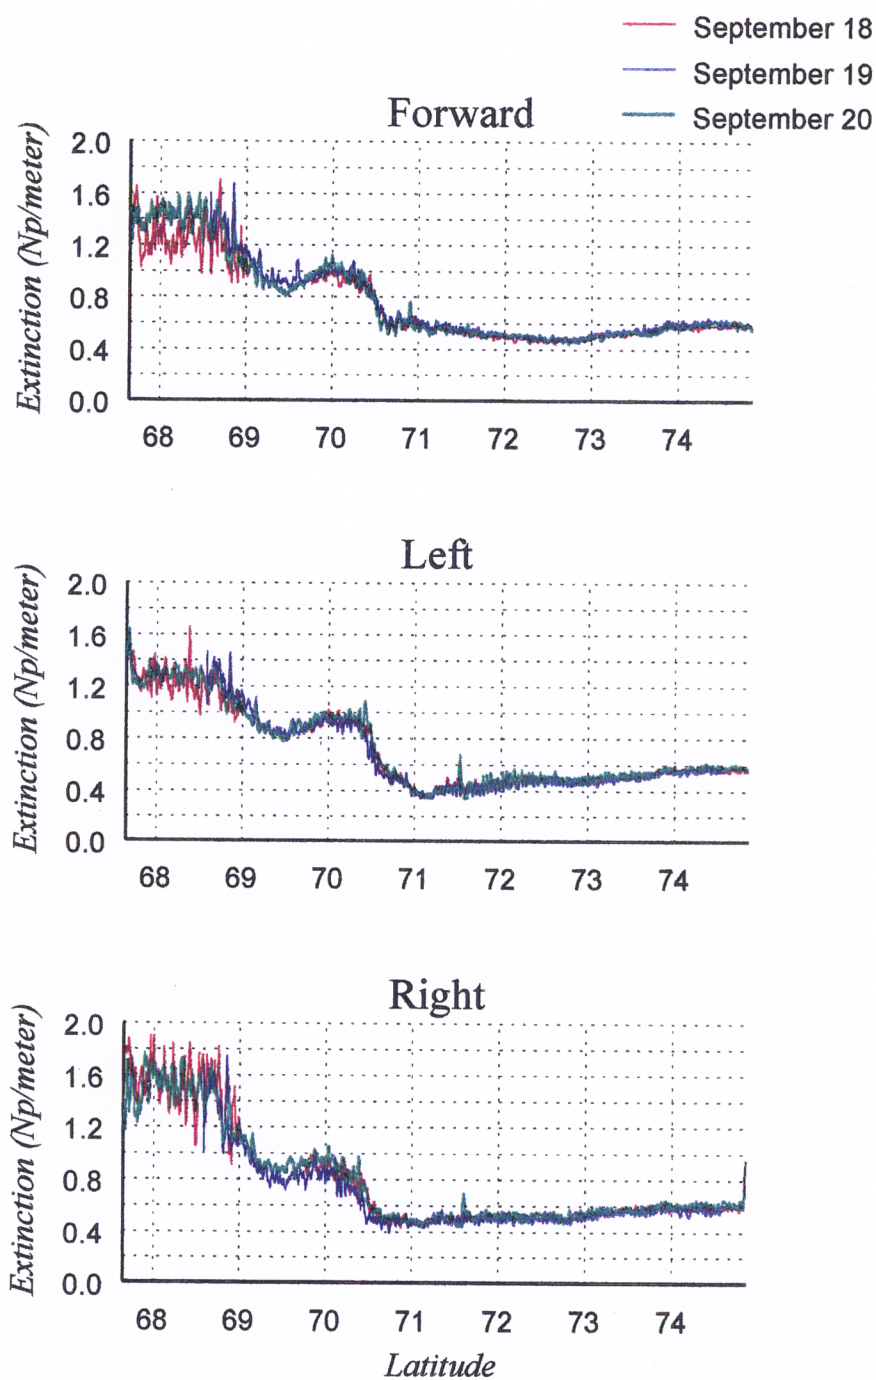 September 18
September 19
September 20
Forward
Extinction (Np/meter)
2.0
1.6
1.2
0.8
0.4
0.0
68 69 70 71 72 73 74
Left
Extinction (Np/meter)
2.0
1.6
1.2
0.8
0.4
0.0
68 69 70 71 72 73 74
Right
Extinction (Np/meter)
2.0
1.6
1.2
0.8
0.4
0.0
68 69 70 71 72 73 74
Latitude